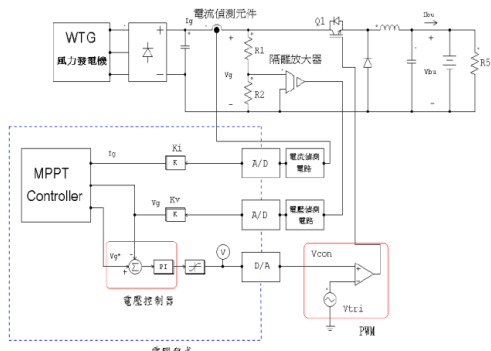 電流偵測元件
Ig
Q1
Ibu
WTG
風力發電機
R1
隔離放大器
Vg
R2
Vbu
R5
Ig
Ki
K
A/D
電流偵測
電路
MPPT
Controller
Vg
Kv
K
A/D
電壓偵測
電路
Vg*
Σ
PI
V
D/A
Vcon
電壓控制器
Vtri
PWM